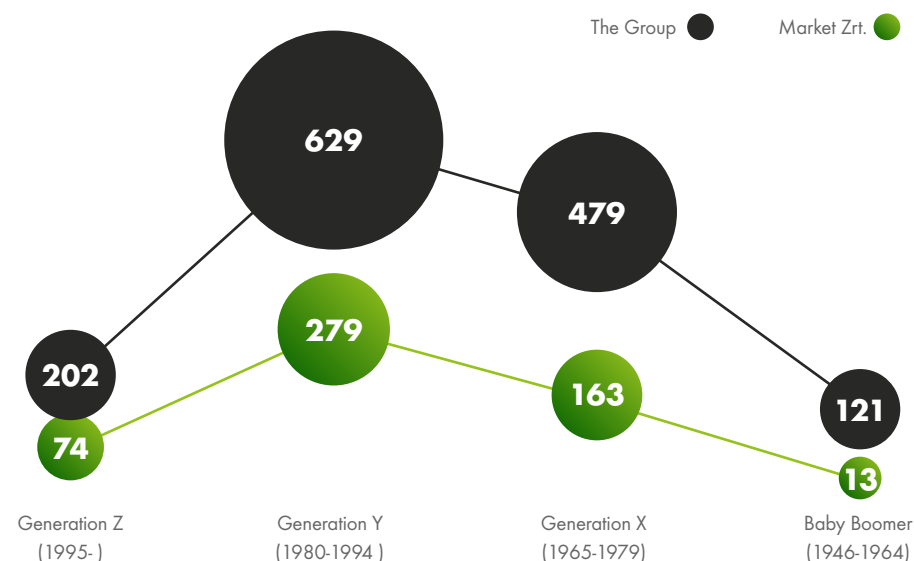 The Group
Market Zrt.
629
479
279
202
163
121
74
13
Generation Z
(1995- )
Generation Y
(1980-1994 )
Generation X
(1965-1979)
Baby Boomer
(1946-1964)